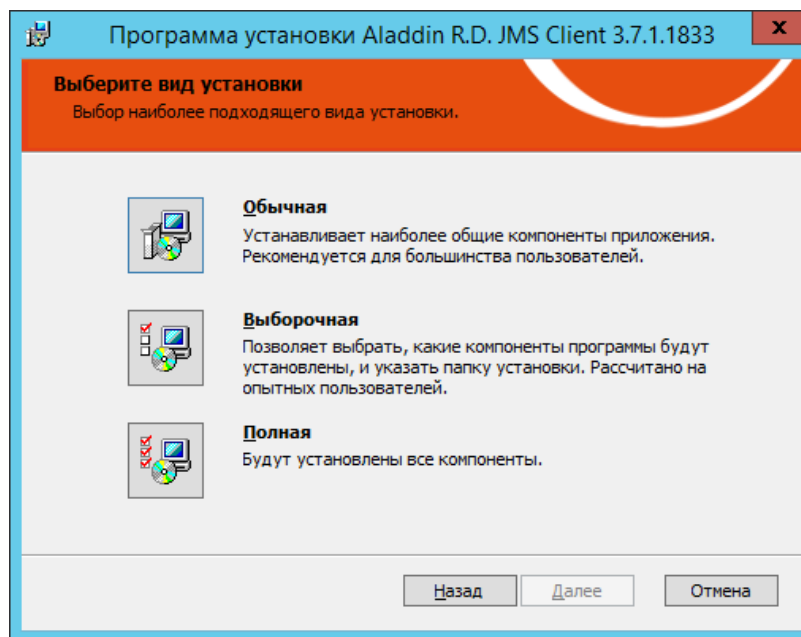 Программа установки Aladdin R.D. JMS Client 3.7.1.1833
x
Выберите вид установки
Выбор наиболее подходящего вида установки.
Обычная
Устанавливает наиболее общие компоненты приложения.
Рекомендуется для большинства пользователей.
Выборочная
Позволяет выбрать, какие компоненты программы будут
установлены, и указать папку установки. Рассчитано на
опытных пользователей.
Полная
Будут установлены все компоненты.
Назад
Далее
Отмена